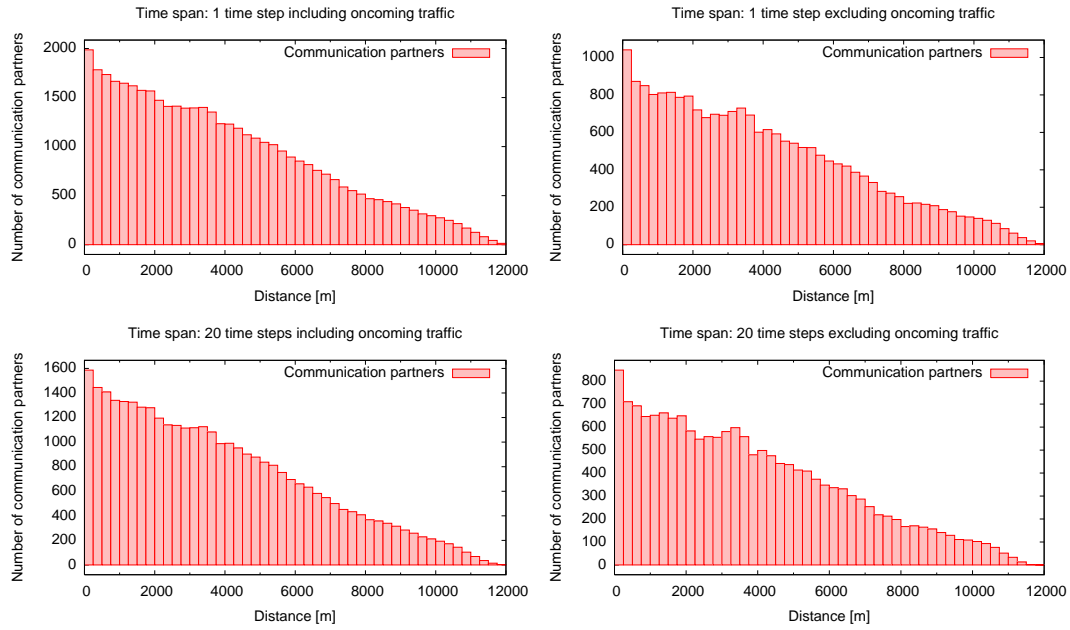 Time span: 1 time step including oncoming traffic
Number of communication partners
2000
1500
1000
500
0
Communication partners
0 2000 4000 6000 8000 10000 12000
Distance [m]
Time span: 1 time step excluding oncoming traffic
Number of communication partners
1000
800
600
400
200
0
Communication partners
0 2000 4000 6000 8000 10000 12000
Distance [m]
Time span: 20 time steps including oncoming traffic
Number of communication partners
1600
1400
1200
1000
800
600
400
200
0
Communication partners
0 2000 4000 6000 8000 10000 12000
Distance [m]
Time span: 20 time steps excluding oncoming traffic
Number of communication partners
800
700
600
500
400
300
200
100
0
Communication partners
0 2000 4000 6000 8000 10000 12000
Distance [m]